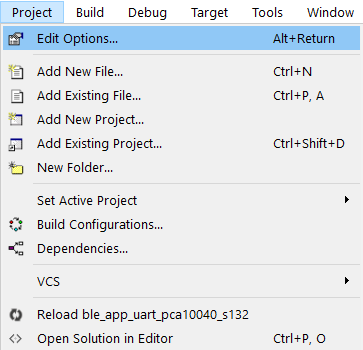 Project Build Debug Target Tools Window
Edit Options... Alt+Return
Add New File... Ctrl+N
Add Existing File... Ctrl+P, A
Add New Project...
Add Existing Project... Ctrl+Shift+D
New Folder...
Set Active Project
Build Configurations...
Dependencies...
VCS
Reload ble_app_uart_pca10040_s132
Open Solution in Editor Ctrl+P, O